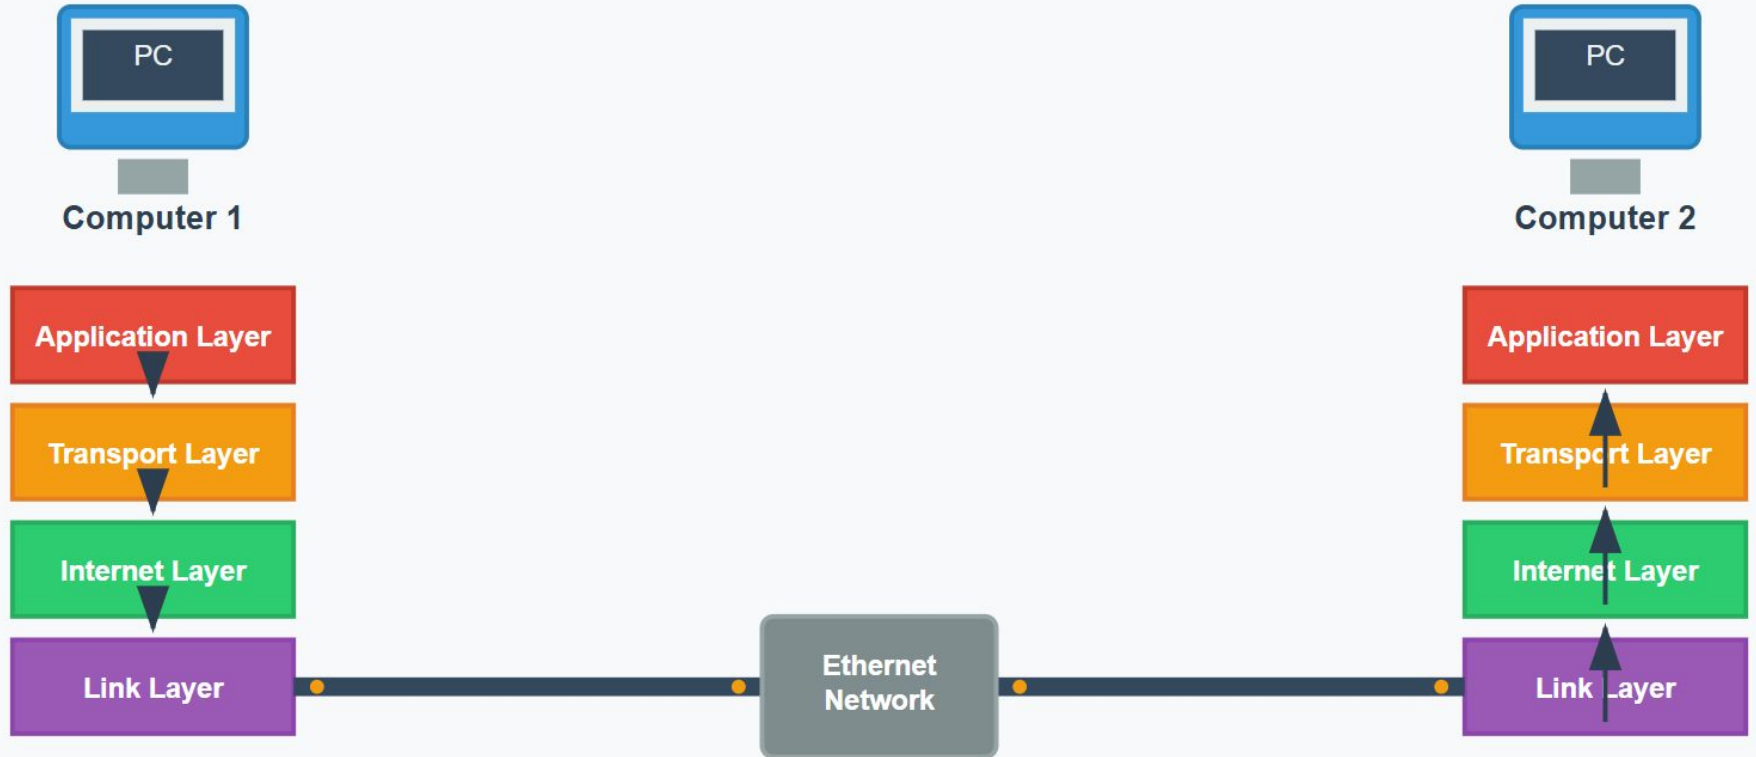 PC
PC
Computer 1
Computer 2
Application Layer
Application Layer
Transport Layer
Transport Layer
Internet Layer
Internet Layer
Ethernet
Network
Link Layer
Link Layer